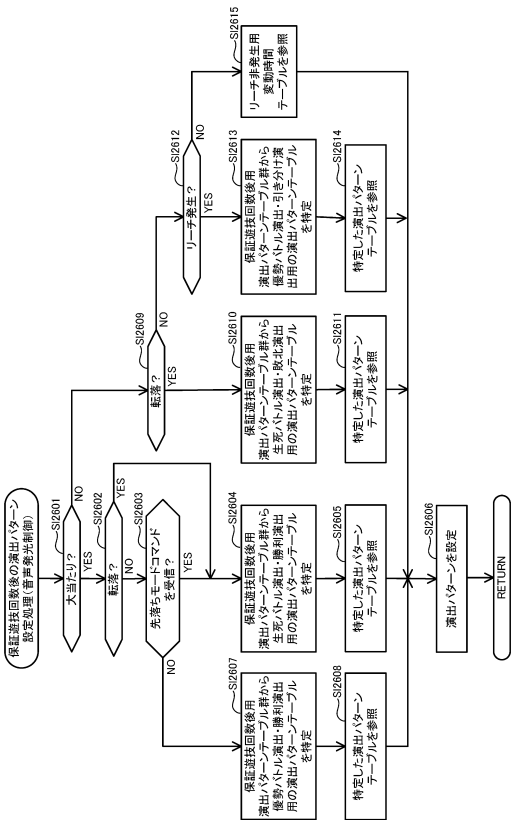 保証遊技回数後の演出パターン
設定処理(音声発光制御)
SI2601
大当たり?
NO
YES
SI2602
転落?
YES
NO
SI2603
先落ちモードコマンド
を受信?
NO
YES
SI2604
保証遊技回数後用
演出パターンテーブル群から
生死バトル演出・勝利演出
用の演出パターンテーブル
を特定
SI2605
特定した演出パターン
テーブルを参照
SI2606
演出パターンを設定
RETURN
SI2607
保証遊技回数後用
演出パターンテーブル群から
優勢バトル演出・勝利演出
用の演出パターンテーブル
を特定
SI2608
特定した演出パターン
テーブルを参照
SI2609
転落?
NO
YES
SI2610
保証遊技回数後用
演出パターンテーブル群から
生死バトル演出・敗北演出
用の演出パターンテーブル
を特定
SI2611
特定した演出パターン
テーブルを参照
SI2612
リーチ発生?
NO
YES
SI2613
保証遊技回数後用
演出パターンテーブル群から
優勢バトル演出・引き分け演
出用の演出パターンテーブル
を特定
SI2614
特定した演出パターン
テーブルを参照
SI2615
リーチ非発生用
変動時間
テーブルを参照